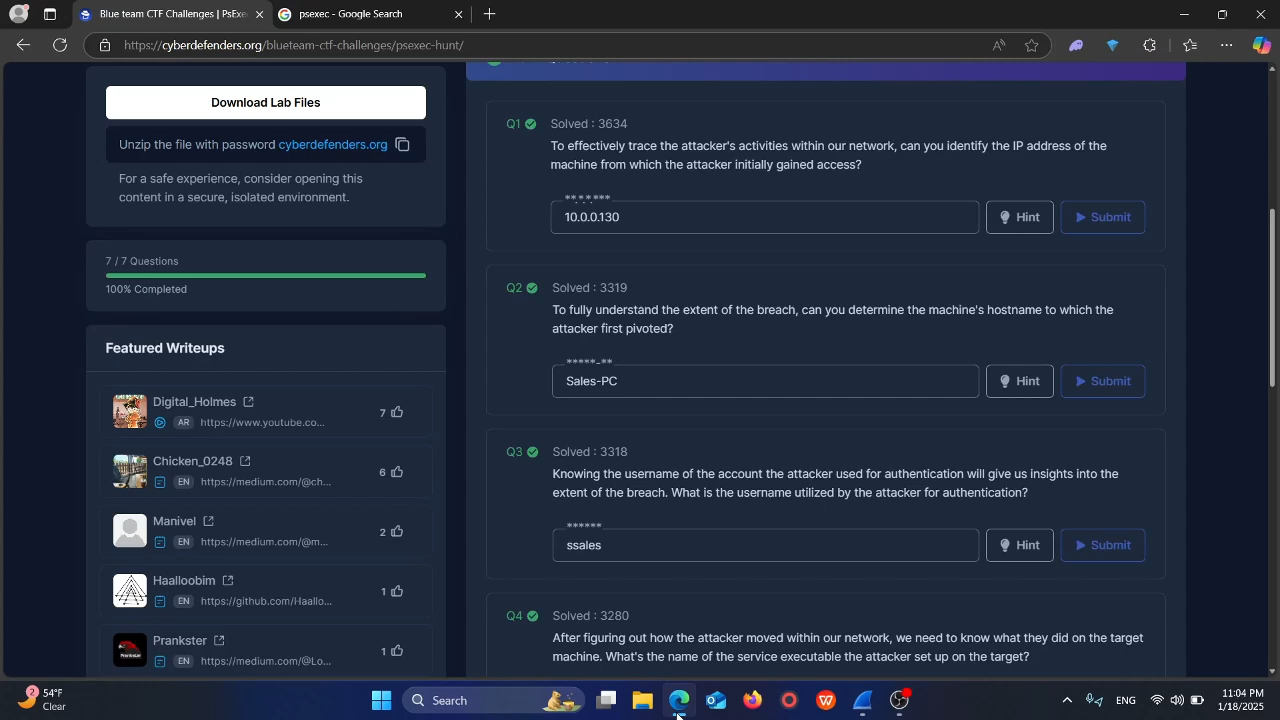 Blue team CTF Challenges | PsExec
psexec - Google Search
https://cyberdefenders.org/blueteam-ctf-challenges/psexec-hunt/
Download Lab Files
Unzip the file with password cyberdefenders.org
For a safe experience, consider opening this
content in a secure, isolated environment.
7 / 7 Questions
100% Completed
Featured Writeups
Digital_Holmes
AR https://www.youtube.co...
7
Chicken_0248
EN https://medium.com/@ch...
6
Manivel
EN https://medium.com/@m...
2
Haalloobim
EN https://github.com/Haallo...
1
Prankster
EN https://medium.com/@Lo...
1
Q1 Solved : 3634
To effectively trace the attacker's activities within our network, can you identify the IP address of the
machine from which the attacker initially gained access?
**.*.*.***
10.0.0.130
Hint
Submit
Q2 Solved : 3319
To fully understand the extent of the breach, can you determine the machine's hostname to which the
attacker first pivoted?
*****-**
Sales-PC
Hint
Submit
Q3 Solved : 3318
Knowing the username of the account the attacker used for authentication will give us insights into the
extent of the breach. What is the username utilized by the attacker for authentication?
******
ssales
Hint
Submit
Q4 Solved : 3280
After figuring out how the attacker moved within our network, we need to know what they did on the target
machine. What's the name of the service executable the attacker set up on the target?
2
54°F
Clear
Search
ENG
11:04 PM
1/18/2025